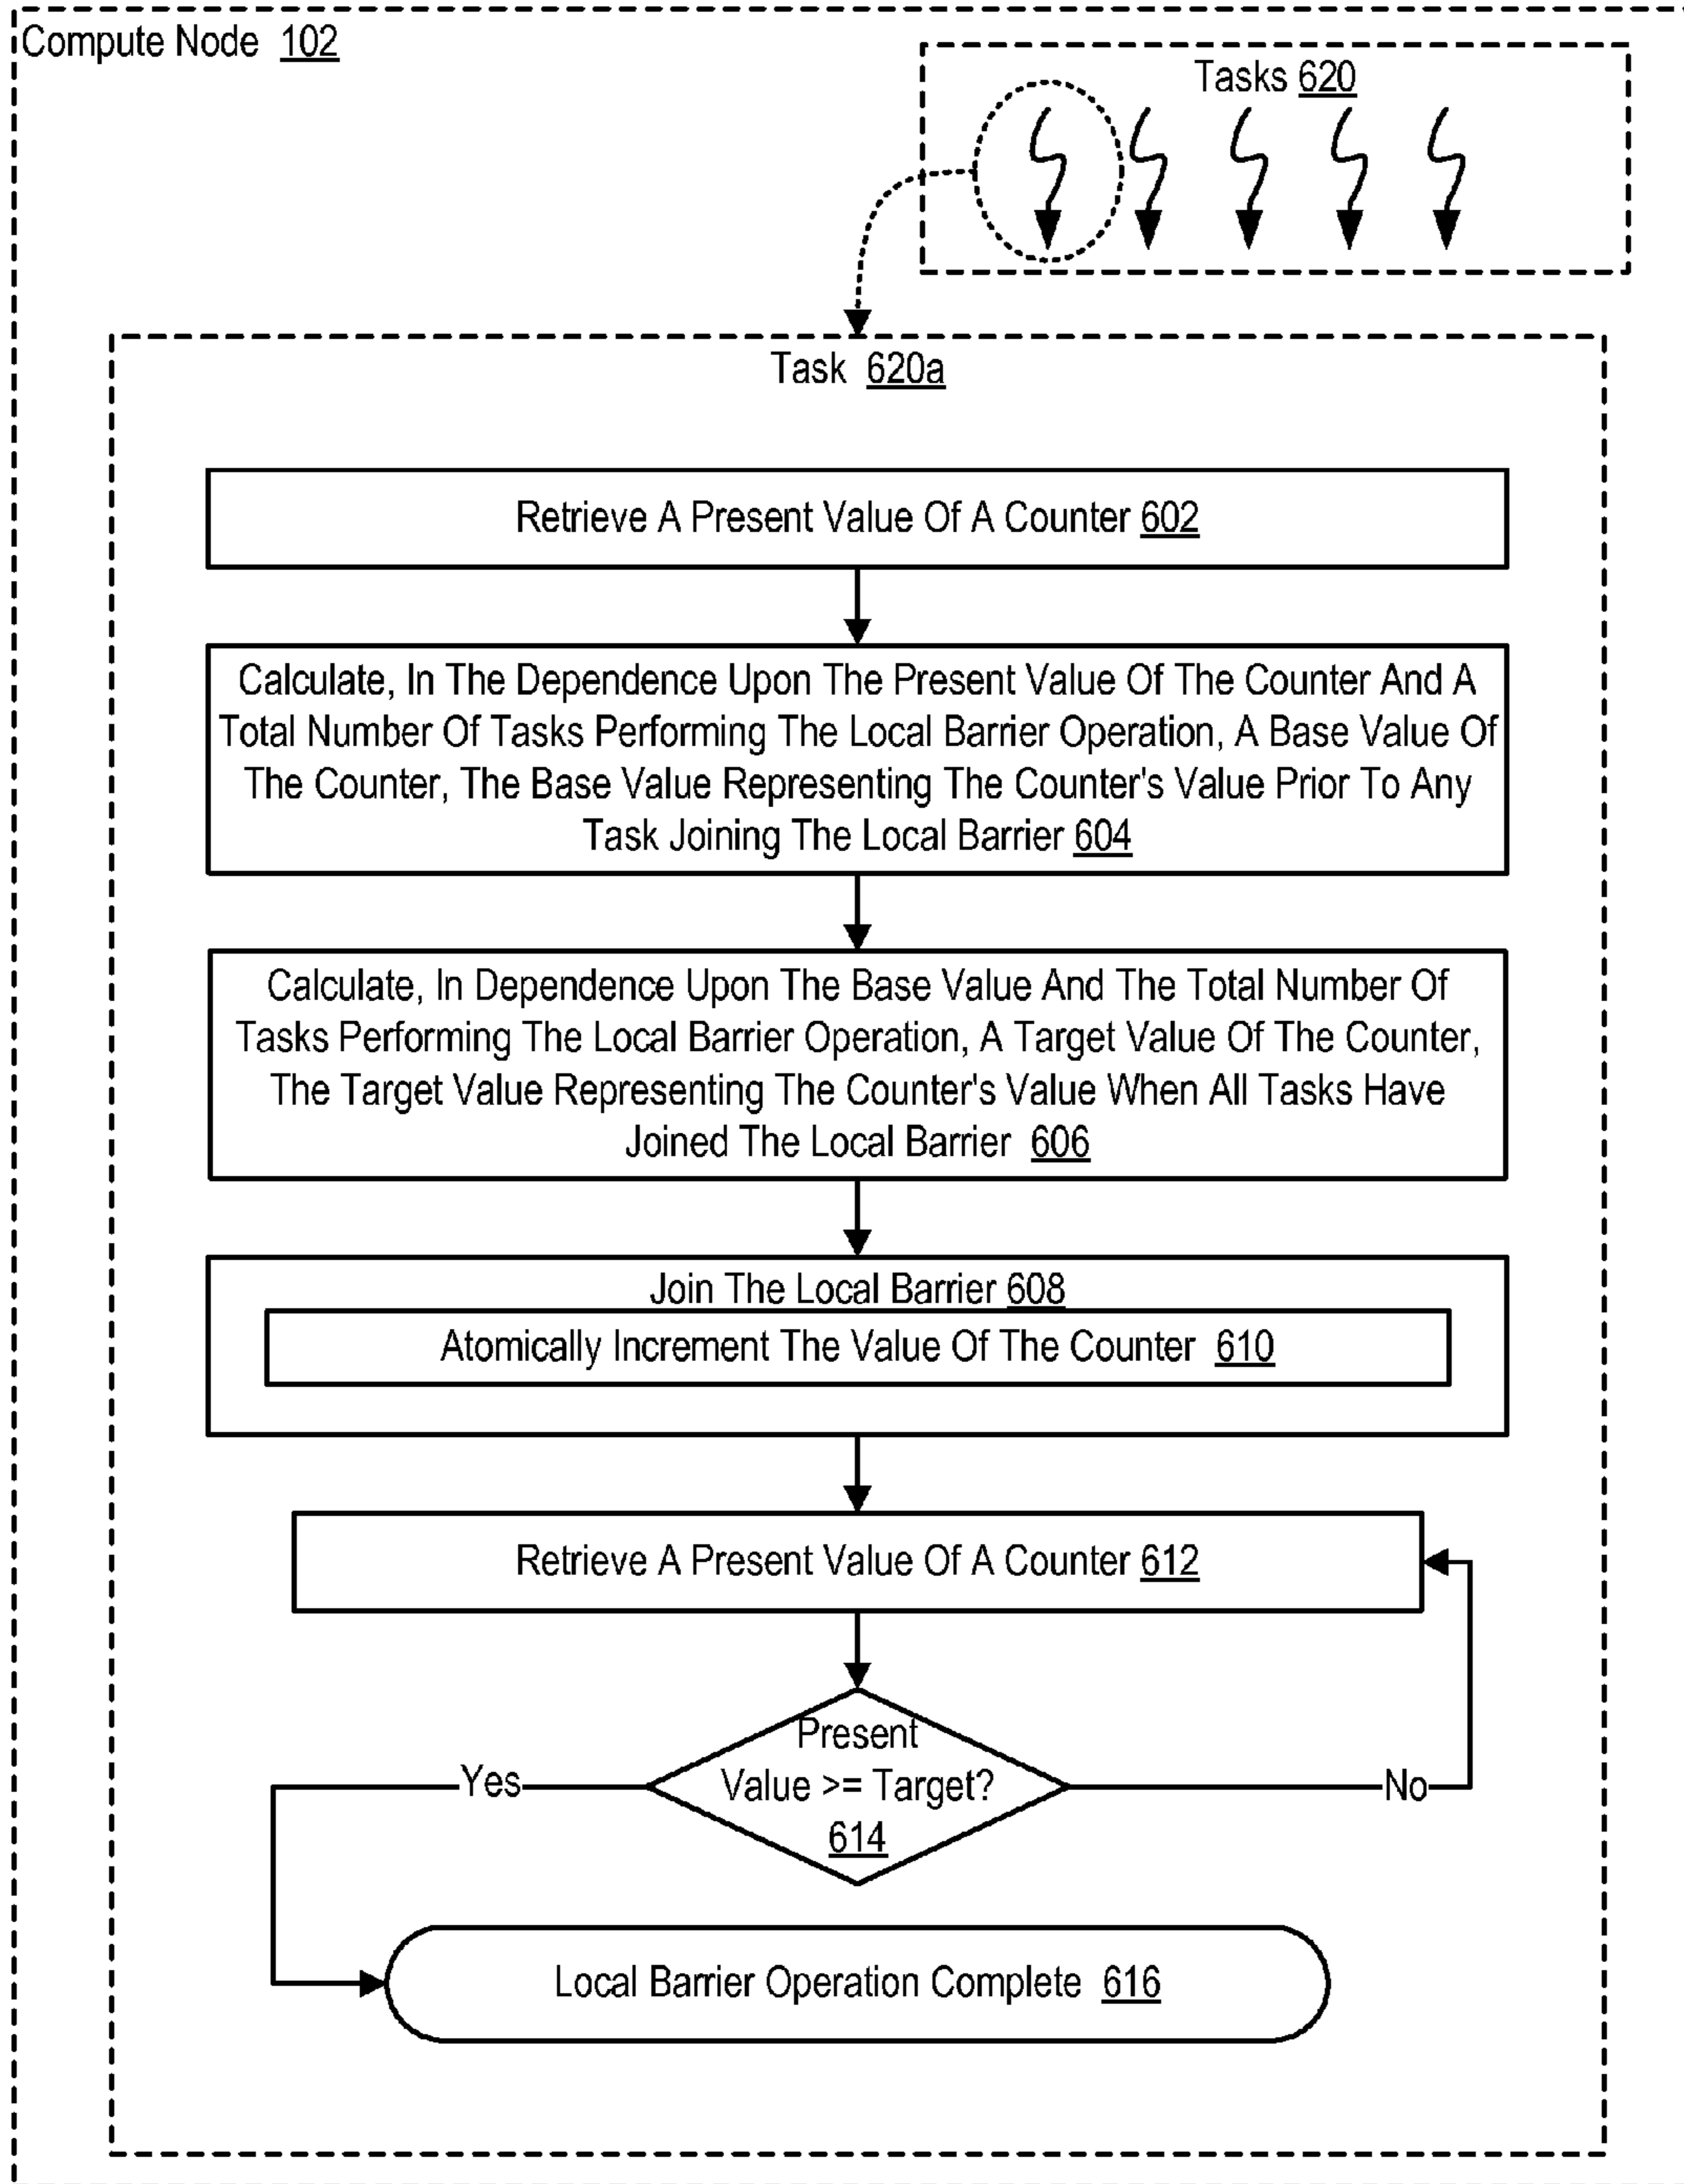 Compute Node 102
Tasks 620
Task 620a
Retrieve A Present Value Of A Counter 602
Calculate, In The Dependence Upon The Present Value Of The Counter And A
Total Number Of Tasks Performing The Local Barrier Operation, A Base Value Of
The Counter, The Base Value Representing The Counter's Value Prior To Any
Task Joining The Local Barrier 604
Calculate, In Dependence Upon The Base Value And The Total Number Of
Tasks Performing The Local Barrier Operation, A Target Value Of The Counter,
The Target Value Representing The Counter's Value When All Tasks Have
Joined The Local Barrier 606
Join The Local Barrier 608
Atomically Increment The Value Of The Counter 610
Retrieve A Present Value Of A Counter 612
Present
Value >= Target?
614
Yes
No
Local Barrier Operation Complete 616